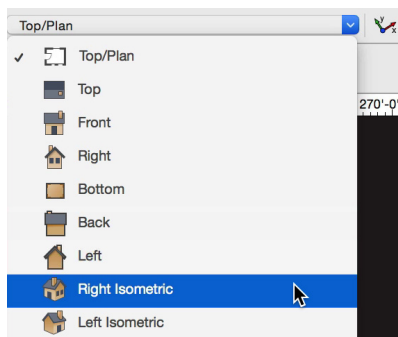 Top/Plan
Y
X
Top/Plan
Top
270'-0"
Front
Right
Bottom
Back
Left
Right Isometric
Left Isometric